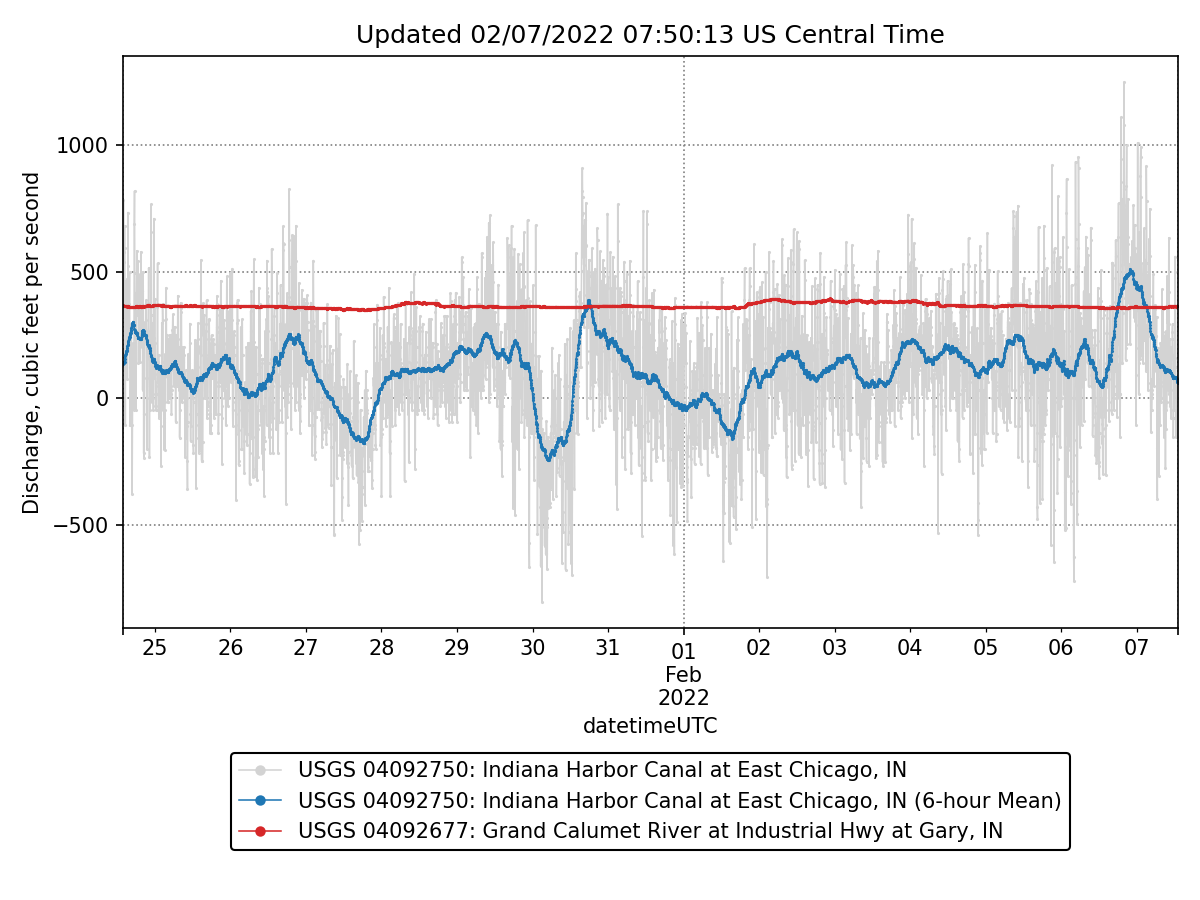 Updated 02/07/2022 07:50:13 US Central Time
Discharge, cubic feet per second
1000
500
0
−500
25 26 27 28 29 30 31 01 02 03 04 05 06 07
Feb
2022
datetimeUTC
USGS 04092750: Indiana Harbor Canal at East Chicago, IN
USGS 04092750: Indiana Harbor Canal at East Chicago, IN (6-hour Mean)
USGS 04092677: Grand Calumet River at Industrial Hwy at Gary, IN